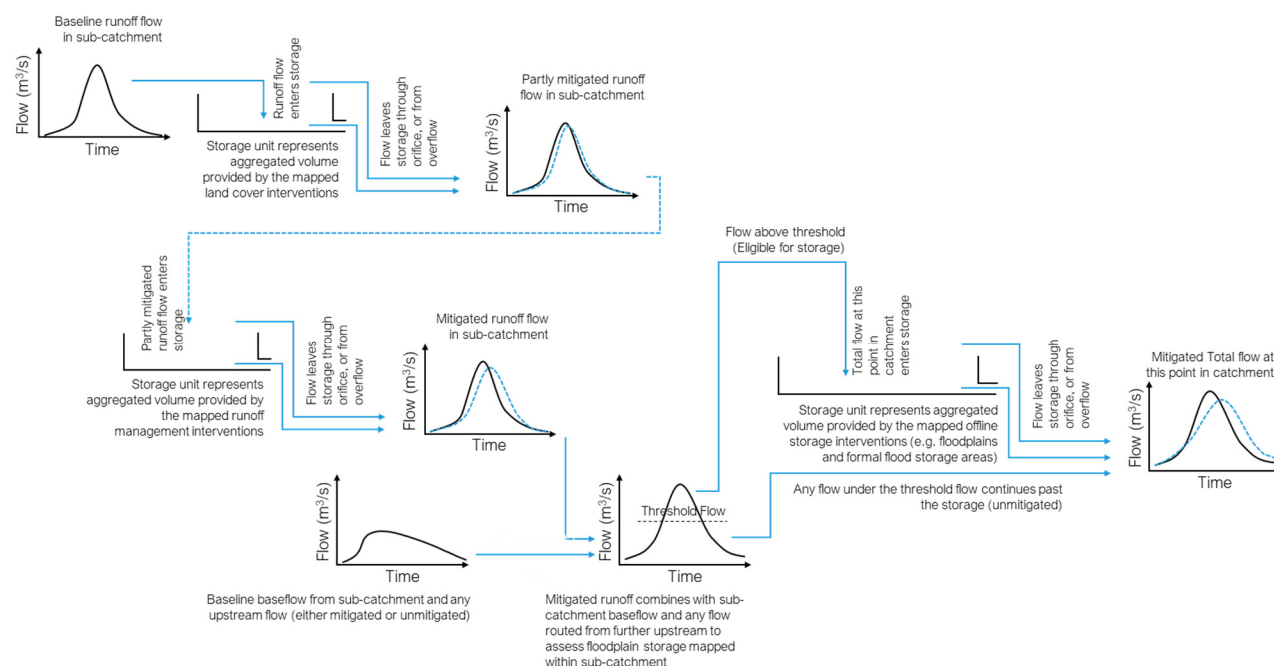 Baseline runoff flow
in sub-catchment
Flow (m³/s)
Time
Runoff flow
enters storage
Storage unit represents
aggregated volume
provided by the mapped
land cover interventions
Flow leaves
storage through
orifice, or from
overflow
Partly mitigated runoff
flow in sub-catchment
Flow (m³/s)
Time
Partly mitigated
runoff flow enters
storage
Storage unit represents
aggregated volume provided by
the mapped runoff
management interventions
Flow leaves
storage through
orifice, or from
overflow
Mitigated runoff flow
in sub-catchment
Flow (m³/s)
Time
Flow (m³/s)
Time
Baseline baseflow from sub-catchment and any
upstream flow (either mitigated or unmitigated)
Flow (m³/s)
Threshold Flow
Time
Mitigated runoff combines with sub-
catchment baseflow and any flow
routed from further upstream to
assess floodplain storage mapped
within sub-catchment
Flow above threshold
(Eligible for storage)
Total flow at this
point in
catchment
enters storage
Storage unit represents aggregated
volume provided by the mapped offline
storage interventions (e.g. floodplains
and formal flood storage areas)
Any flow under the threshold flow continues past
the storage (unmitigated)
Flow leaves
storage through
orifice, or from
overflow
Mitigated Total flow at
this point in catchment
Flow (m³/s)
Time